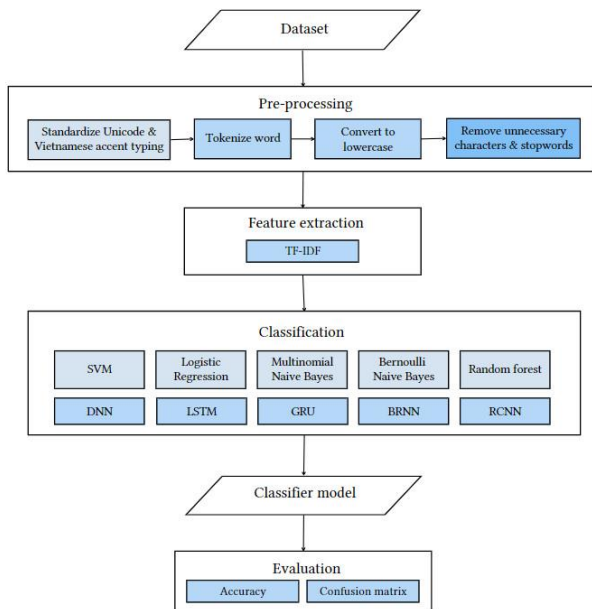 Dataset
Pre-processing
Standardize Unicode &
Vietnamese accent typing
Tokenize word
Convert to
lowercase
Remove unnecessary
characters & stopwords
Feature extraction
TF-IDF
Classification
SVM
Logistic
Regression
Multinomial
Naive Bayes
Bernoulli
Naive Bayes
Random forest
DNN
LSTM
GRU
BRNN
RCNN
Classifier model
Evaluation
Accuracy
Confusion matrix